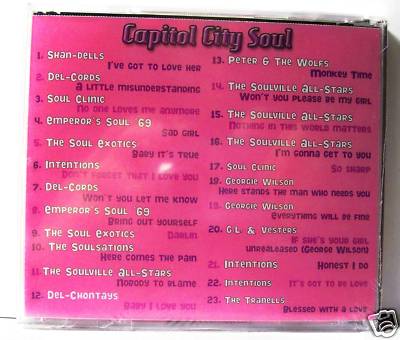 Capitol City Soul
1. Shan-Dells
I've got to love her
2. Del-Cords
a little misunderstanding
3. Soul Clinic
No one loves me anymore
4. Emperor's Soul '69
Sad girl
5. The Soul Exotics
Baby it's true
6. Intentions
Don't forget that I love you
7. Del-Cords
Won't you let me know
8. Emperor's Soul '69
Bring out yourself
9. The Soul Exotics
Darlin
10. The Soulsations
Here comes the pain
11. The Soulville All-Stars
Nobody to blame
12. Del-Chontays
Baby I love you
13. Peter & The Wolfs
Monkey Time
14. The Soulville All-Stars
Won't you please be my girl
15. The Soulville All-Stars
Nothing in this world matters
16. The Soulville All-Stars
I'm gonna get to you
17. Soul Clinic
So sharp
19. Georgie Wilson
Here stands the man who needs you
19. Georgie Wilson
Everything will be fine
20. G.L. & Vesters
If she's your girl
unreleased (George Wilson)
21. Intentions
Honest I do
22. Intentions
It's got to be love
23. The Tranells
Blessed with a love